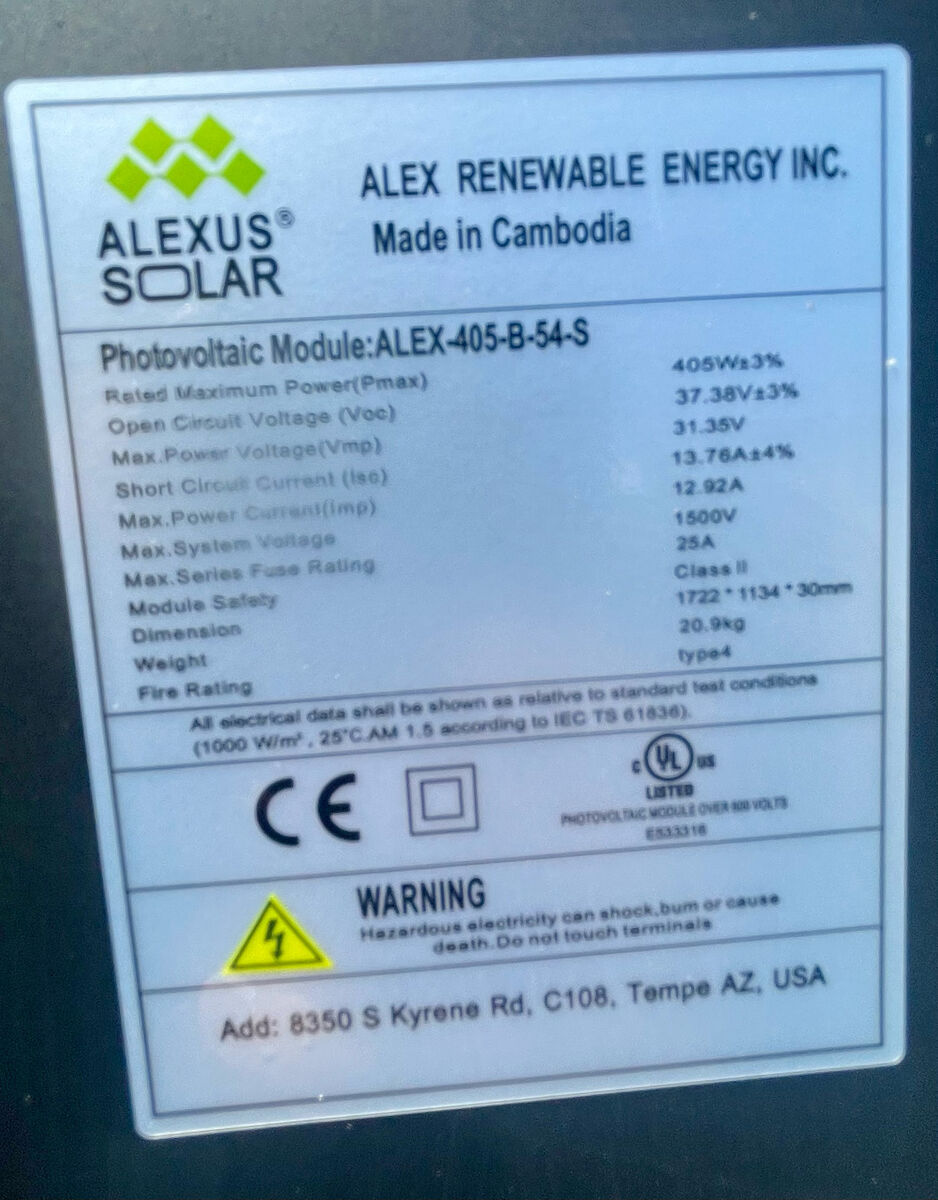 ALEXUS®
SOLAR
ALEX RENEWABLE ENERGY INC.
Made in Cambodia
Photovoltaic Module:ALEX-405-B-54-S
Rated Maximum Power(Pmax) 405W±3%
Open Circuit Voltage (Voc) 37.38V±3%
Max.Power Voltage(Vmp) 31.35V
Short Circuit Current (Isc) 13.76A±4%
Max.Power Current(Imp) 12.92A
Max.System Voltage 1500V
Max.Series Fuse Rating 25A
Module Safety Class II
Dimension 1722*1134*30mm
Weight 20.9kg
Fire Rating type4
All electrical data shall be shown as relative to standard test conditions
(1000 W/m², 25°C.AM 1.5 according to IEC TS 61836).
CE
c UL us
LISTED
PHOTOVOLTAIC MODULE OVER 600 VOLTS
E533316
WARNING
Hazardous electricity can shock,burn or cause
death.Do not touch terminals
Add: 8350 S Kyrene Rd, C108, Tempe AZ, USA